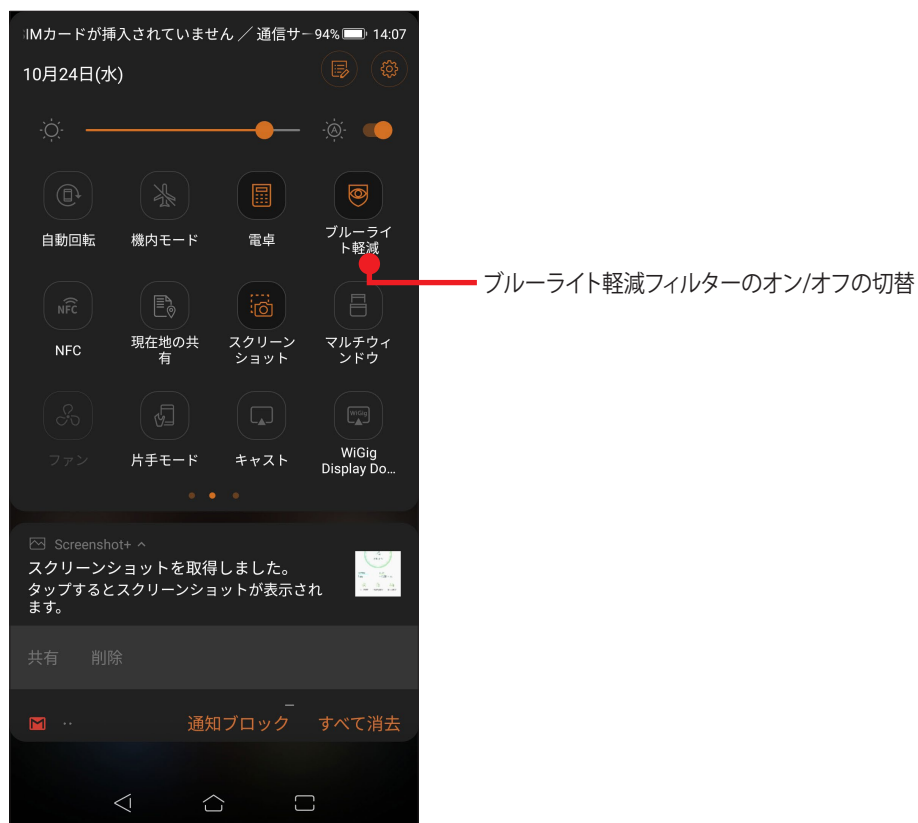 IMカードが挿入されていません ／ 通信サー 94% 14:07
10月24日(水)
A
自動回転
機内モード
電卓
ブルーライ
ト軽減
ブルーライト軽減フィルターのオン/オフの切替
NFC
NFC
現在地の共
有
スクリーン
ショット
マルチウィ
ンドウ
ファン
片手モード
キャスト
WiGig
WiGig
Display Do...
Screenshot+
スクリーンショットを取得しました。
タップするとスクリーンショットが表示され
ます。
共有 削除
通知ブロック すべて消去